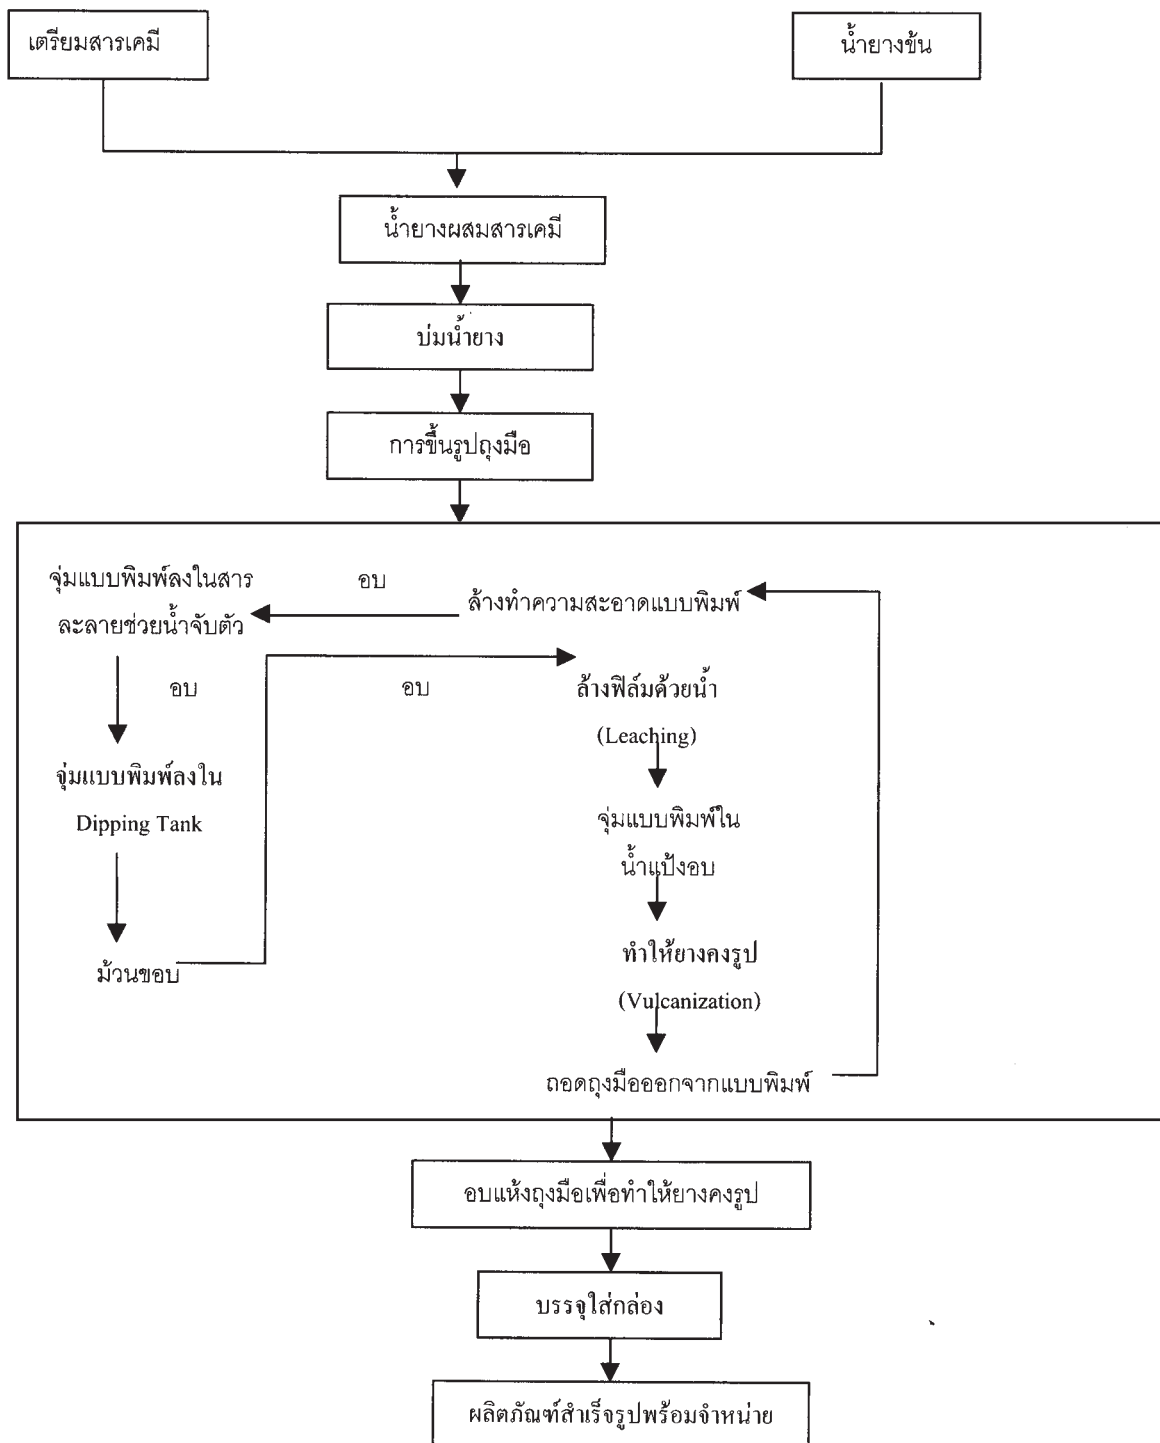 เตรียมสารเคมี
น้ำยางข้น
น้ำยางผสมสารเคมี
บ่มน้ำยาง
การขึ้นรูปถุงมือ
จุ่มแบบพิมพ์ลงในสาร
ละลายช่วยน้ำจับตัว
อบ
ล้างทำความสะอาดแบบพิมพ์
อบ
จุ่มแบบพิมพ์ลงใน
Dipping Tank
ม้วนขอบ
อบ
ล้างฟิล์มด้วยน้ำ
(Leaching)
จุ่มแบบพิมพ์ใน
น้ำแป้งอบ
ทำให้ยางคงรูป
(Vulcanization)
ถอดถุงมือออกจากแบบพิมพ์
อบแห้งถุงมือเพื่อทำให้ยางคงรูป
บรรจุใส่กล่อง
ผลิตภัณฑ์สำเร็จรูปพร้อมจำหน่าย